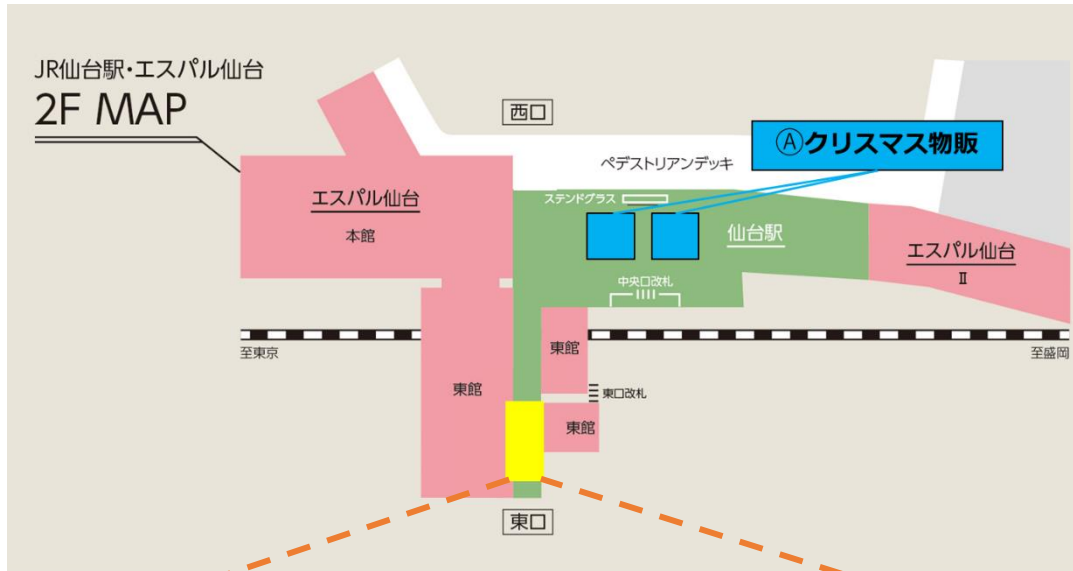 JR仙台駅・エスパル仙台
2F MAP
西口
Ⓐクリスマス物販
ペデストリアンデッキ
ステンドグラス
エスパル仙台
本館
仙台駅
エスパル仙台
Ⅱ
中央口改札
至東京
至盛岡
東館
東館
東口改札
東館
東口